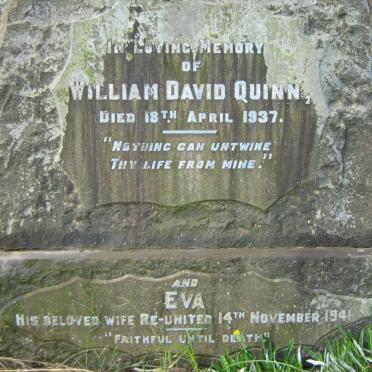 In Loving Memory
OF
William David Quinn,
Died 18th April 1937.
"Nothing can untwine
Thy life from mine."
AND
Eva
His beloved wife Re-united 14th November 1941
"Faithful until death"